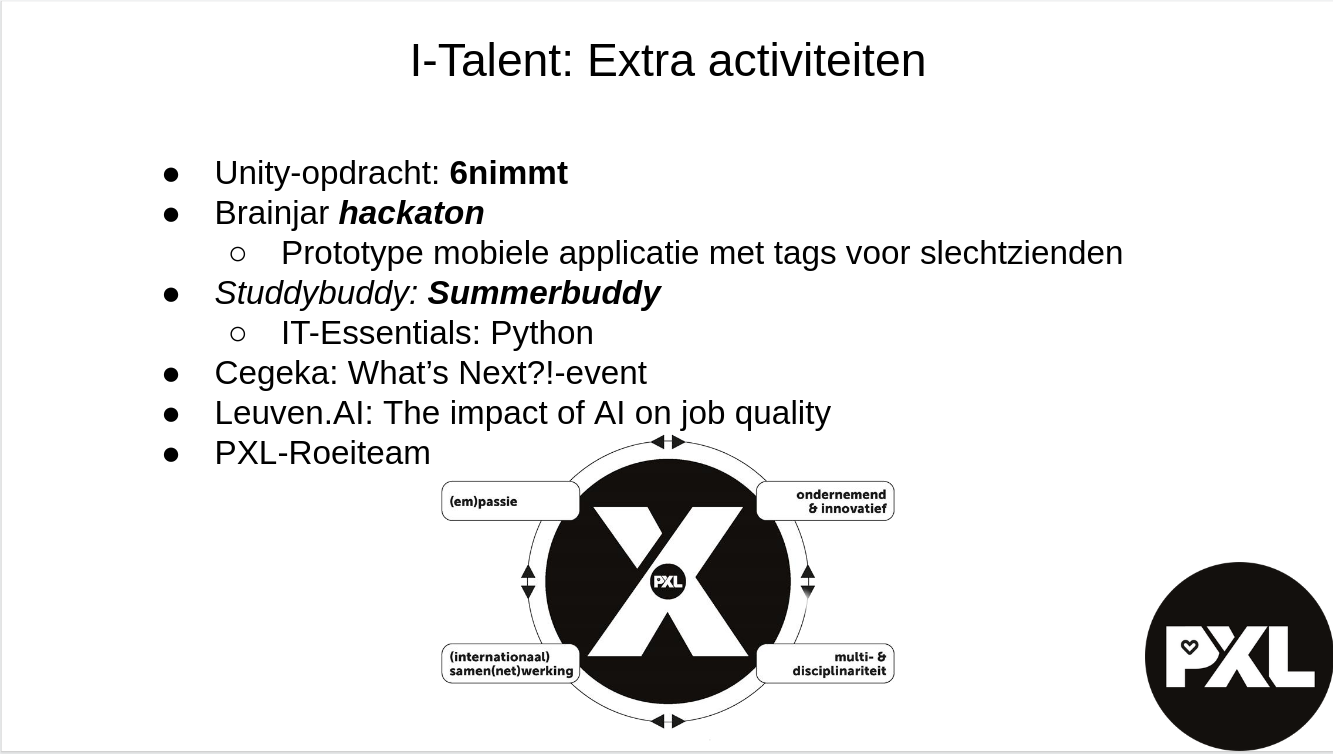 I-Talent: Extra activiteiten
● Unity-opdracht: 6nimmt
● Brainjar hackaton
○ Prototype mobiele applicatie met tags voor slechtzienden
● Studdybuddy: Summerbuddy
○ IT-Essentials: Python
● Cegeka: What’s Next?!-event
● Leuven.AI: The impact of AI on job quality
● PXL-Roeiteam
(em)passie
ondernemend
& innovatief
X
PXL
(internationaal)
samen(net)werking
multi- &
disciplinariteit
PXL